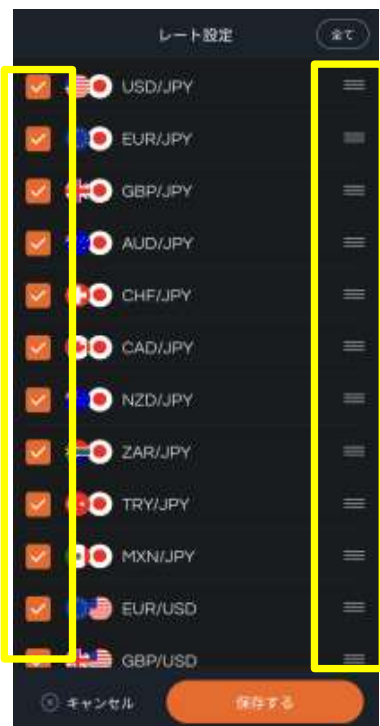 レート設定
全て
USD/JPY
EUR/JPY
GBP/JPY
AUD/JPY
CHF/JPY
CAD/JPY
NZD/JPY
ZAR/JPY
TRY/JPY
MXN/JPY
EUR/USD
GBP/USD
キャンセル
保存する